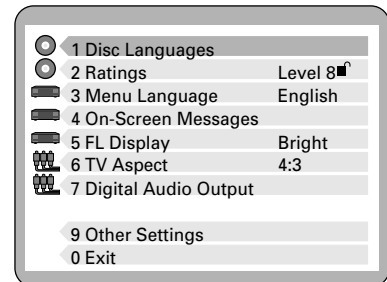 1 Disc Languages
2 Ratings Level 8
3 Menu Language English
4 On-Screen Messages
5 FL Display Bright
6 TV Aspect 4:3
7 Digital Audio Output
9 Other Settings
0 Exit